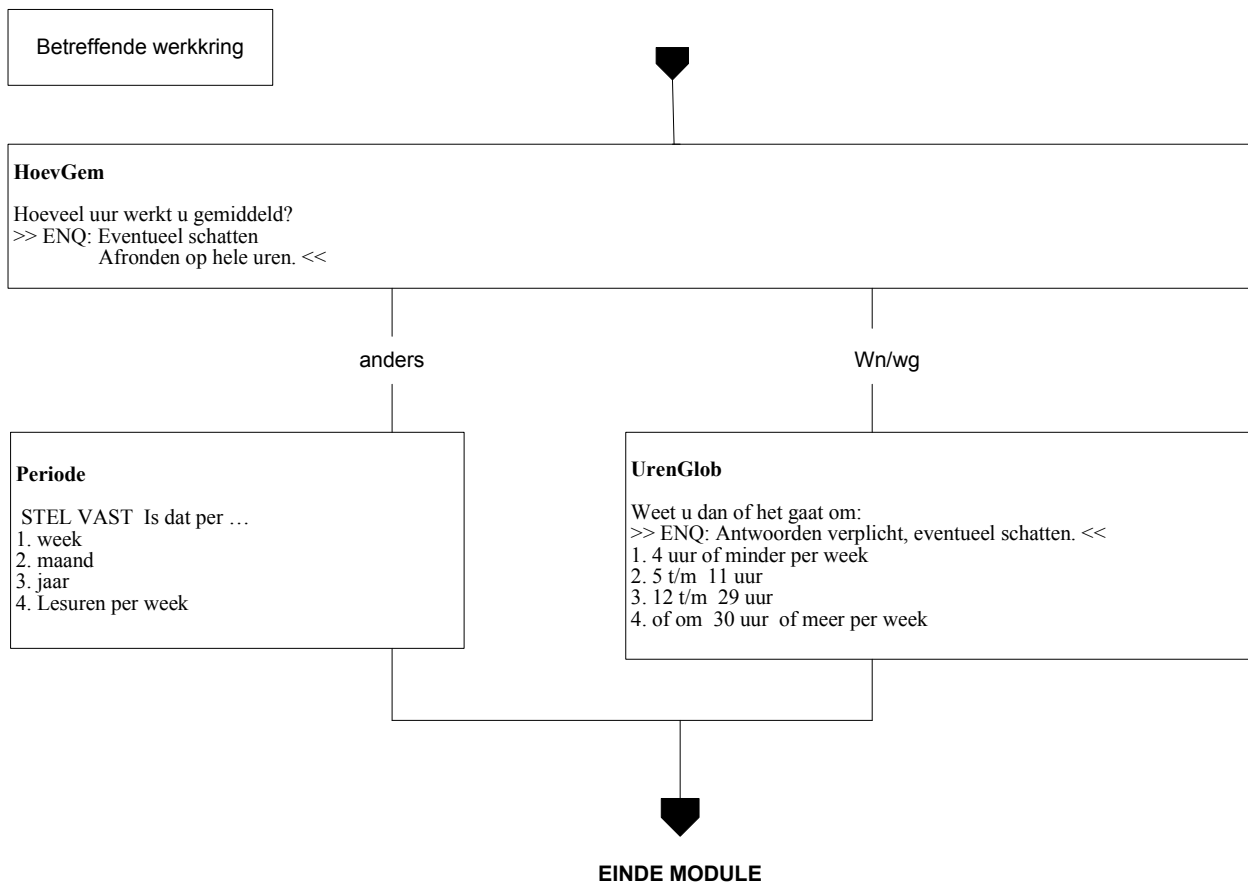 Betreffende werkkring
HoevGem
Hoeveel uur werkt u gemiddeld?
>> ENQ: Eventueel schatten
Afronden op hele uren. <<
anders
Wn/wg
Periode
STEL VAST  Is dat per …
1. week
2. maand
3. jaar
4. Lesuren per week
UrenGlob
Weet u dan of het gaat om:
>> ENQ: Antwoorden verplicht, eventueel schatten. <<
1. 4 uur of minder per week
2. 5 t/m  11 uur
3. 12 t/m  29 uur
4. of om  30 uur  of meer per week
EINDE MODULE